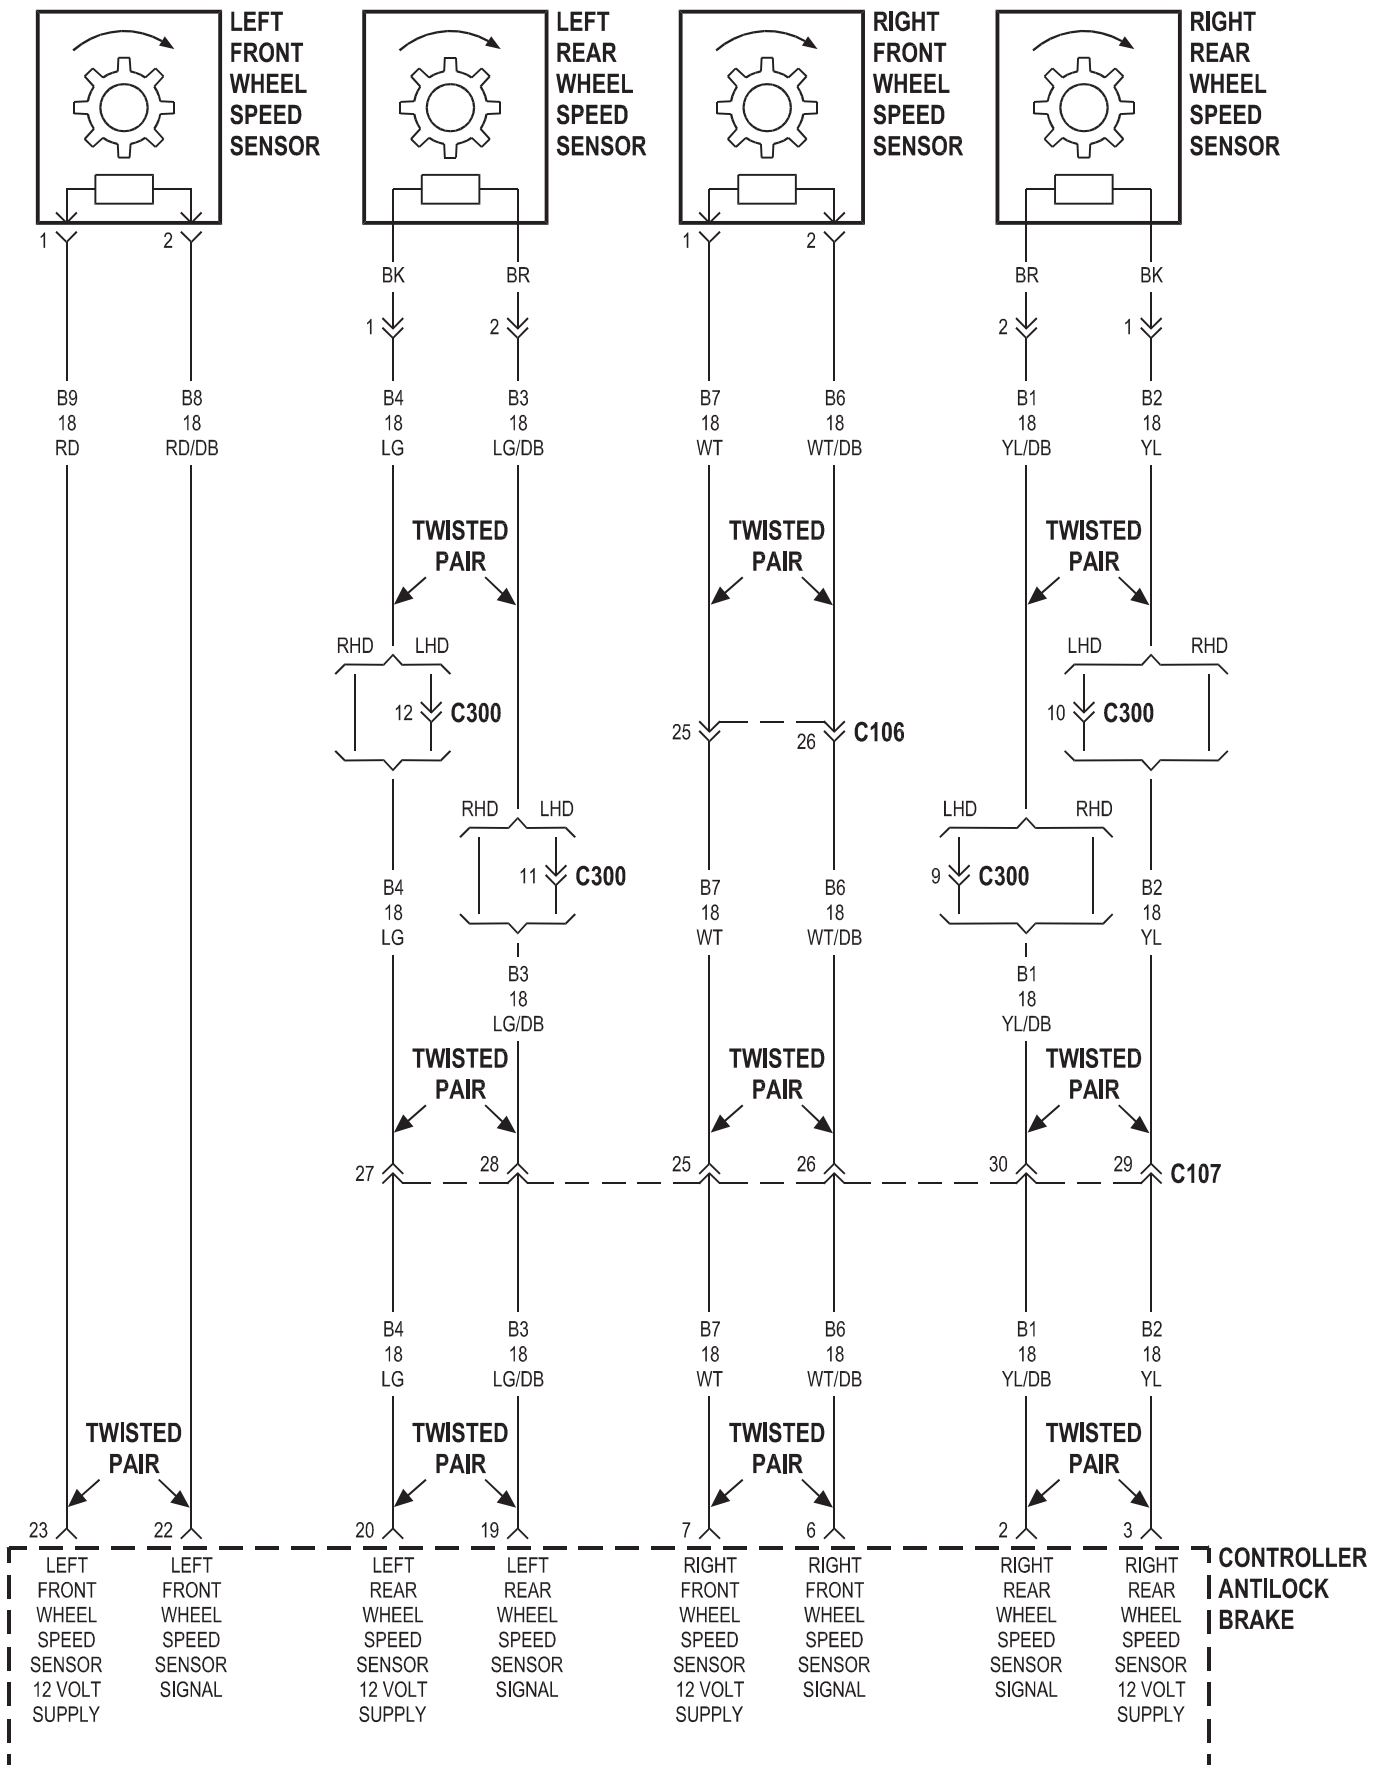 LEFT
FRONT
WHEEL
SPEED
SENSOR
LEFT
REAR
WHEEL
SPEED
SENSOR
RIGHT
FRONT
WHEEL
SPEED
SENSOR
RIGHT
REAR
WHEEL
SPEED
SENSOR
1 2 1 2
BK BR BR BK
1 2 2 1
B9 B8 B4 B3 B7 B6 B1 B2
18 18 18 18 18 18 18 18
RD RD/DB LG LG/DB WT WT/DB YL/DB YL
TWISTED
PAIR
TWISTED
PAIR
TWISTED
PAIR
RHD LHD LHD RHD
12 C300 25 26 C106 10 C300
RHD LHD LHD RHD
11 C300 9 C300
B4 B7 B6 B2
18 18 18 18
LG WT WT/DB YL
B3 B1
18 18
LG/DB YL/DB
TWISTED
PAIR
TWISTED
PAIR
TWISTED
PAIR
27 28 25 26 30 29 C107
B4 B3 B7 B6 B1 B2
18 18 18 18 18 18
LG LG/DB WT WT/DB YL/DB YL
TWISTED
PAIR
TWISTED
PAIR
TWISTED
PAIR
TWISTED
PAIR
23 22 20 19 7 6 2 3
LEFT
FRONT
WHEEL
SPEED
SENSOR
12 VOLT
SUPPLY
LEFT
FRONT
WHEEL
SPEED
SENSOR
SIGNAL
LEFT
REAR
WHEEL
SPEED
SENSOR
12 VOLT
SUPPLY
LEFT
REAR
WHEEL
SPEED
SENSOR
SIGNAL
RIGHT
FRONT
WHEEL
SPEED
SENSOR
12 VOLT
SUPPLY
RIGHT
FRONT
WHEEL
SPEED
SENSOR
SIGNAL
RIGHT
REAR
WHEEL
SPEED
SENSOR
SIGNAL
RIGHT
REAR
WHEEL
SPEED
SENSOR
12 VOLT
SUPPLY
CONTROLLER
ANTILOCK
BRAKE